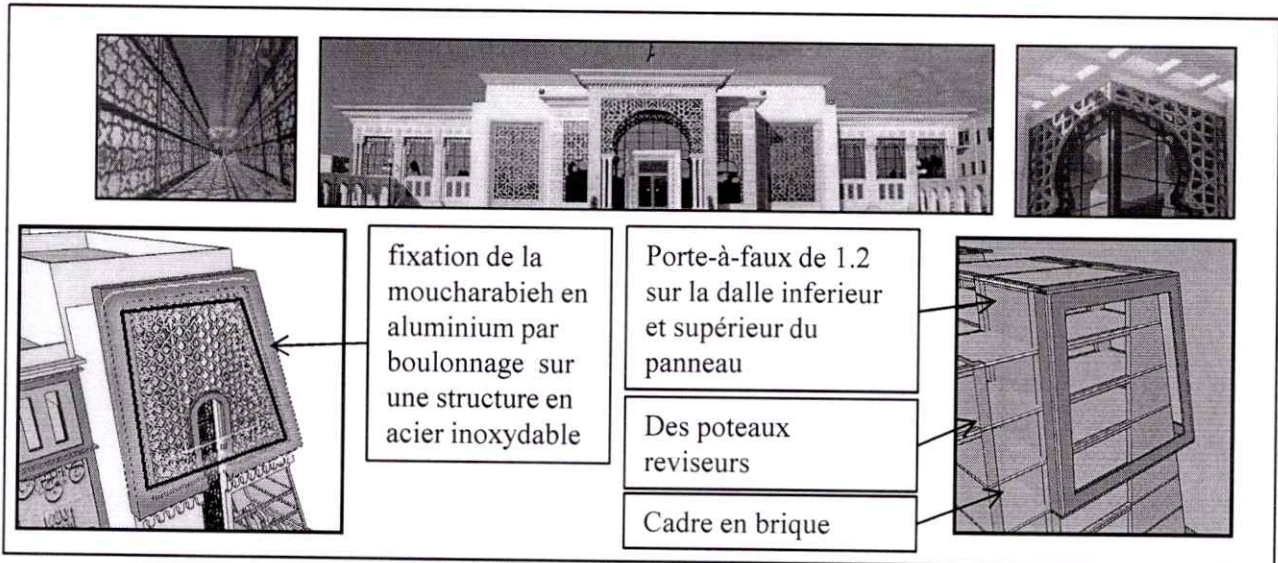 fixation de la
moucharabieh en
aluminium par
boulonnage sur
une structure en
acier inoxydable
Porte-à-faux de 1.2
sur la dalle inferieur
et supérieur du
panneau
Des poteaux
reviseurs
Cadre en brique